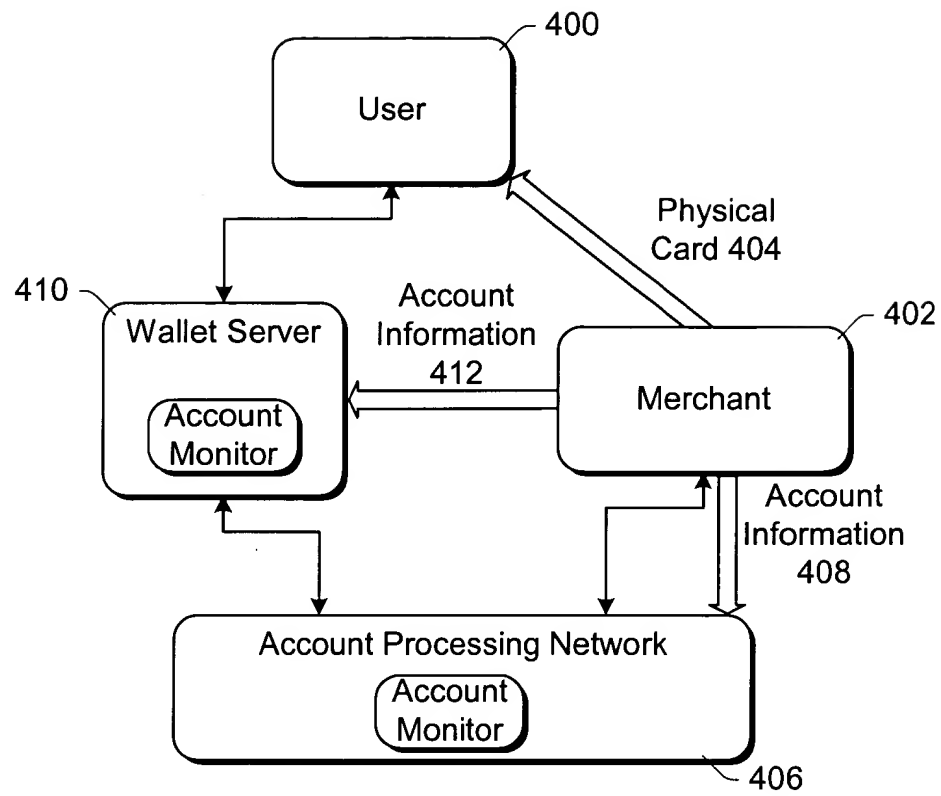 400
User
Physical
Card 404
410
Wallet Server
Account
Information
412
402
Merchant
Account
Monitor
Account
Information
408
Account Processing Network
Account
Monitor
406